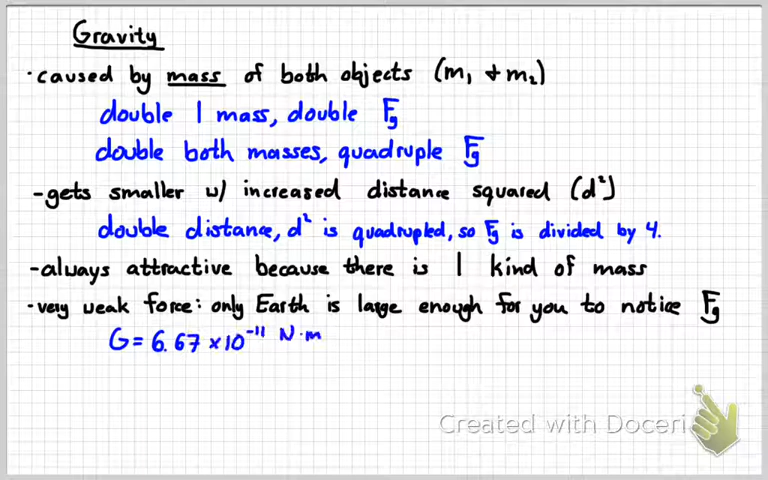 Gravity
·caused by mass of both objects (m₁ + m₂)
double 1 mass, double Fg
double both masses, quadruple Fg
-gets smaller w/ increased distance squared (d²)
double distance, d² is quadrupled, so Fg is divided by 4.
-always attractive because there is 1 kind of mass
·very weak force: only Earth is large enough for you to notice Fg
G = 6.67 × 10⁻¹¹ N·m
Created with Doceri